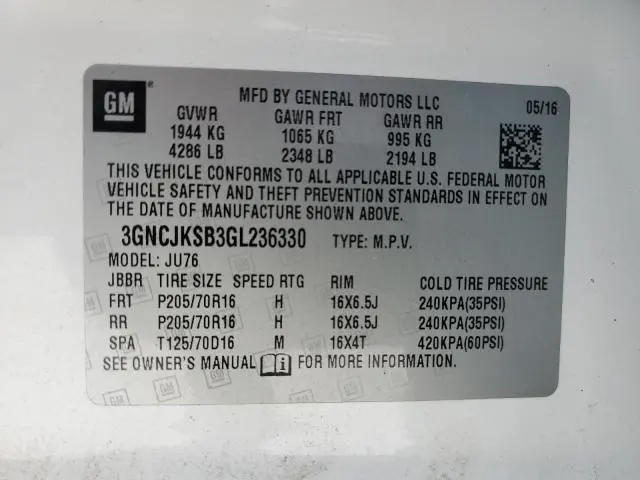 GM
MFD BY GENERAL MOTORS LLC 05/16
GVWR GAWR FRT GAWR RR
1944 KG 1065 KG 995 KG
4286 LB 2348 LB 2194 LB
THIS VEHICLE CONFORMS TO ALL APPLICABLE U.S. FEDERAL MOTOR
VEHICLE SAFETY AND THEFT PREVENTION STANDARDS IN EFFECT ON
THE DATE OF MANUFACTURE SHOWN ABOVE.
3GNCJKSB3GL236330 TYPE: M.P.V.
MODEL: JU76
JBBR TIRE SIZE SPEED RTG RIM COLD TIRE PRESSURE
FRT P205/70R16 H 16X6.5J 240KPA(35PSI)
RR P205/70R16 H 16X6.5J 240KPA(35PSI)
SPA T125/70D16 M 16X4T 420KPA(60PSI)
SEE OWNER'S MANUAL i FOR MORE INFORMATION.